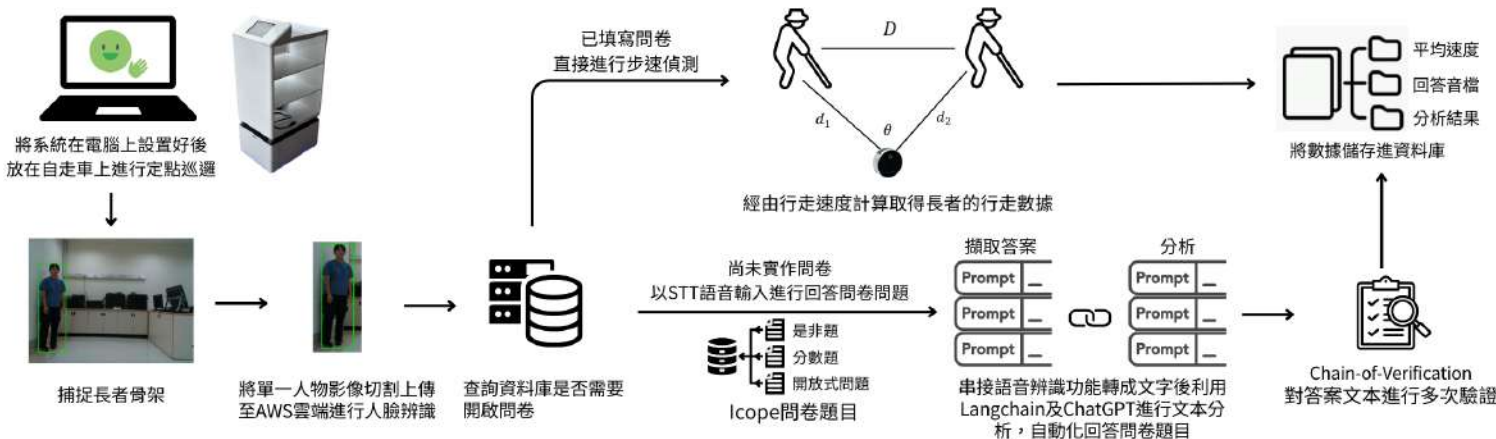 將系統在電腦上設置好後
放在自走車上進行定點巡邏
捕捉長者骨架
將單一人物影像切割上傳
至AWS雲端進行人臉辨識
查詢資料庫是否需要
開啟問卷
已填寫問卷
直接進行步速偵測
D
d₁
θ
d₂
經由行走速度計算取得長者的行走數據
尚未實作問卷
以STT語音輸入進行回答問卷問題
是非題
分數題
開放式問題
Icope問卷題目
擷取答案
Prompt
Prompt
Prompt
分析
Prompt
Prompt
Prompt
串接語音辨識功能轉成文字後利用
Langchain及ChatGPT進行文本分
析，自動化回答問卷題目
Chain-of-Verification
對答案文本進行多次驗證
平均速度
回答音檔
分析結果
將數據儲存進資料庫